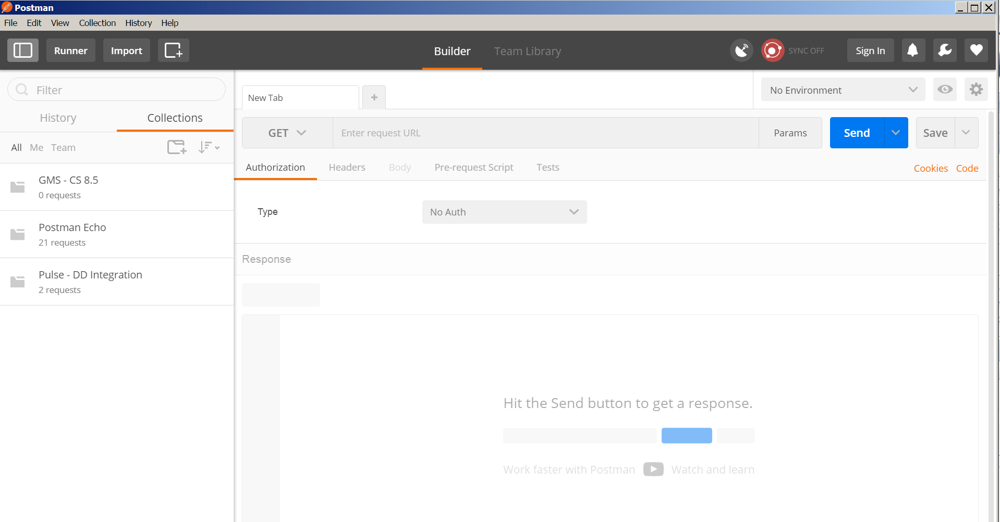 Postman
File Edit View Collection History Help
Runner Import Builder Team Library SYNC OFF Sign In
Filter
History Collections
All Me Team
GMS - CS 8.5
0 requests
Postman Echo
21 requests
Pulse - DD Integration
2 requests
New Tab + No Environment
GET Enter request URL Params Send Save
Authorization Headers Body Pre-request Script Tests Cookies Code
Type No Auth
Response
Hit the Send button to get a response.
Work faster with Postman Watch and learn